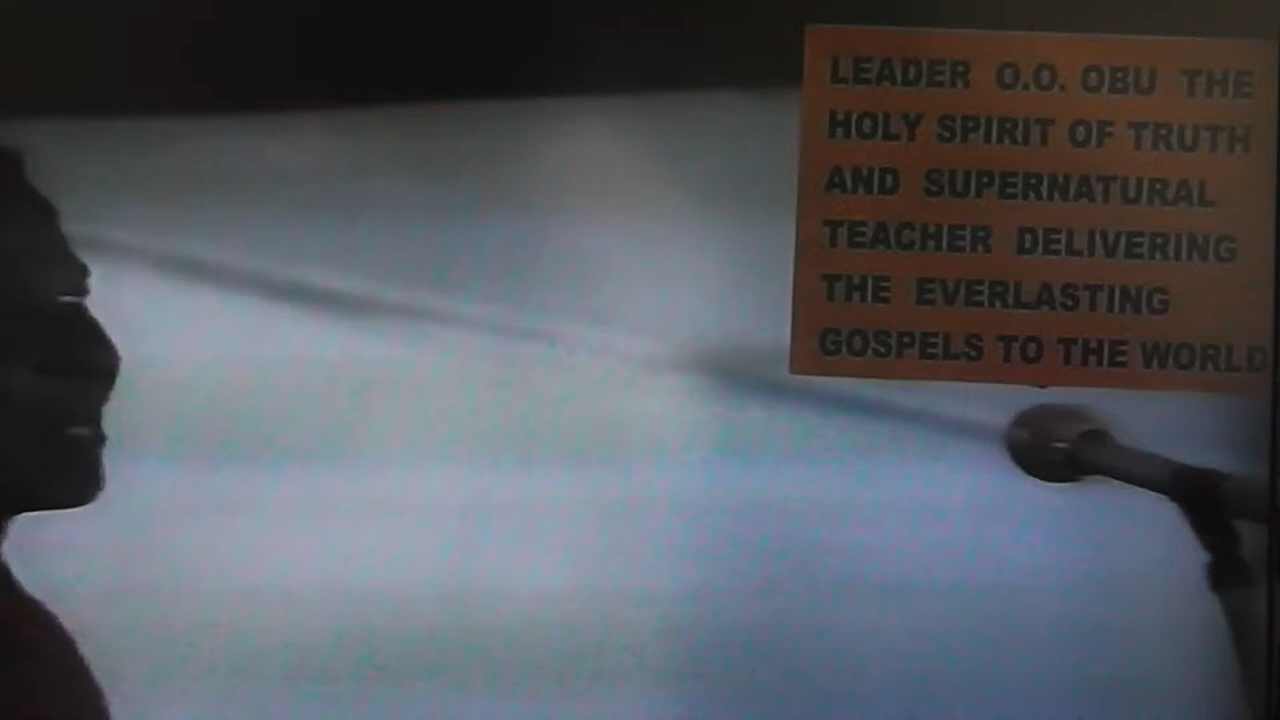 LEADER O.O. OBU THE
HOLY SPIRIT OF TRUTH
AND SUPERNATURAL
TEACHER DELIVERING
THE EVERLASTING
GOSPELS TO THE WORLD